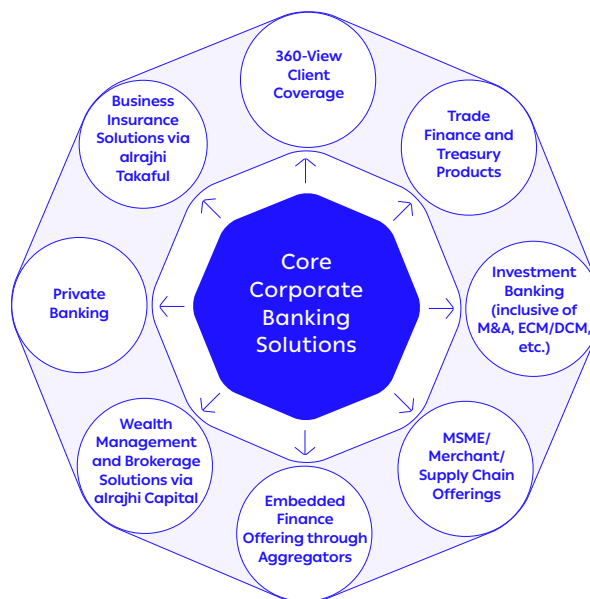 360-View
Client
Coverage
Trade
Finance and
Treasury
Products
Investment
Banking
(inclusive of
M&A, ECM/DCM,
etc.)
MSME/
Merchant/
Supply Chain
Offerings
Embedded
Finance
Offering through
Aggregators
Wealth
Management
and Brokerage
Solutions via
alrajhi Capital
Private
Banking
Business
Insurance
Solutions via
alrajhi
Takaful
Core
Corporate
Banking
Solutions